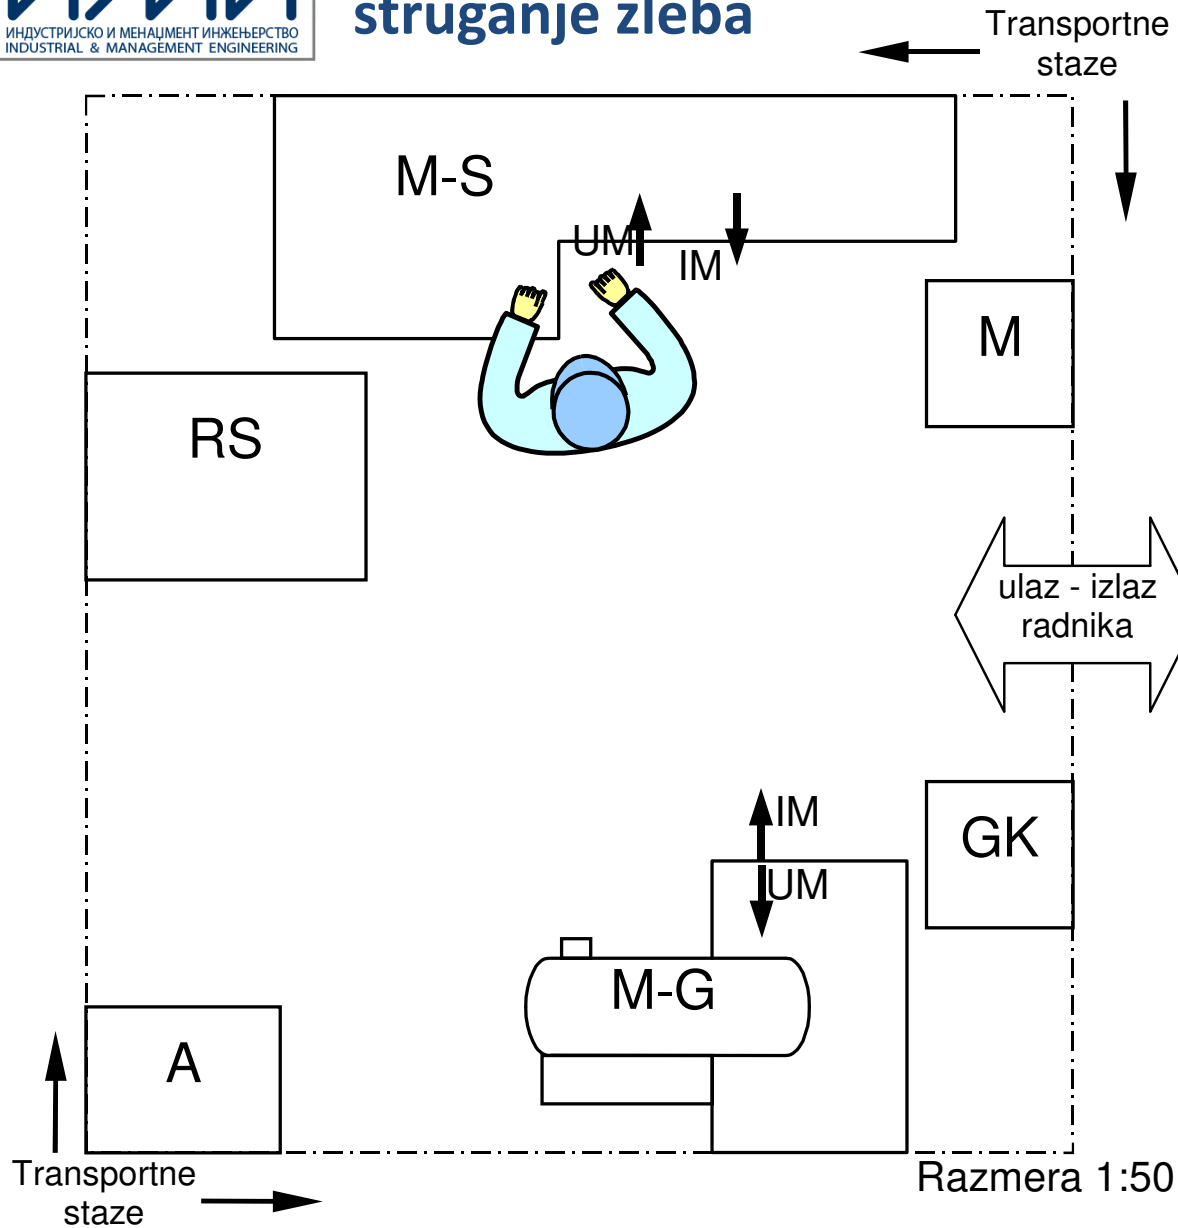 ИНДУСТРИЈСКО И МЕНАЏМЕНТ ИНЖЕЊЕРСТВО
INDUSTRIAL & MANAGEMENT ENGINEERING
struganje zleba
Transportne
staze
M-S
UM
IM
M
RS
ulaz - izlaz
radnika
IM
GK
UM
M-G
A
Transportne
staze
Razmera 1:50